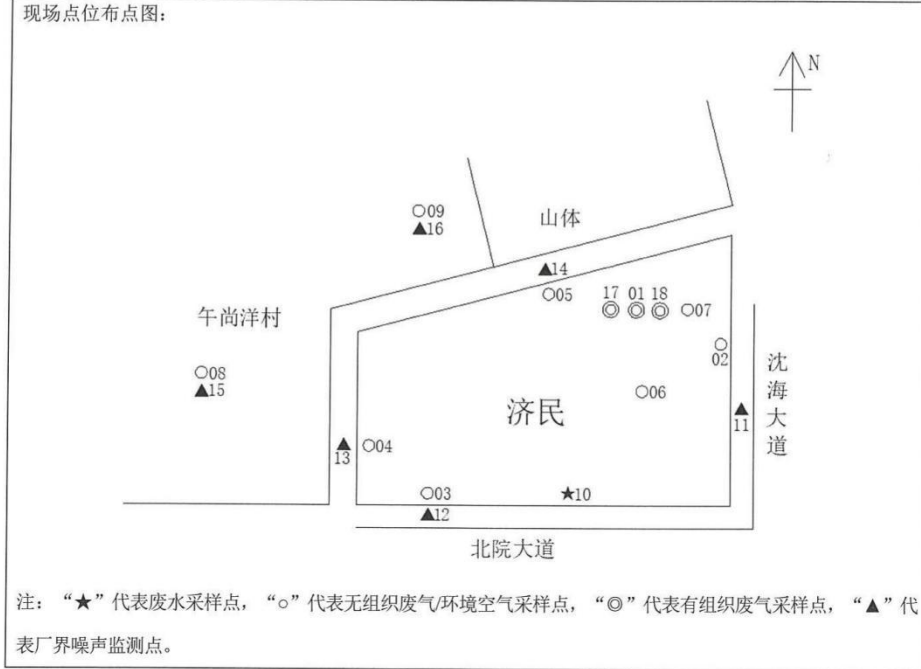 现场点位布点图：
N
○09
▲16
山体
▲14
○05
17 01 18
◎ ◎ ◎ ○07
午尚洋村
○
02
沈
海
大
道
○08
▲15
○06
济民
▲
11
▲
13
○04
○03
★10
▲12
北院大道
注：“★”代表废水采样点，“○”代表无组织废气/环境空气采样点，“◎”代表有组织废气采样点，“▲”代
表厂界噪声监测点。